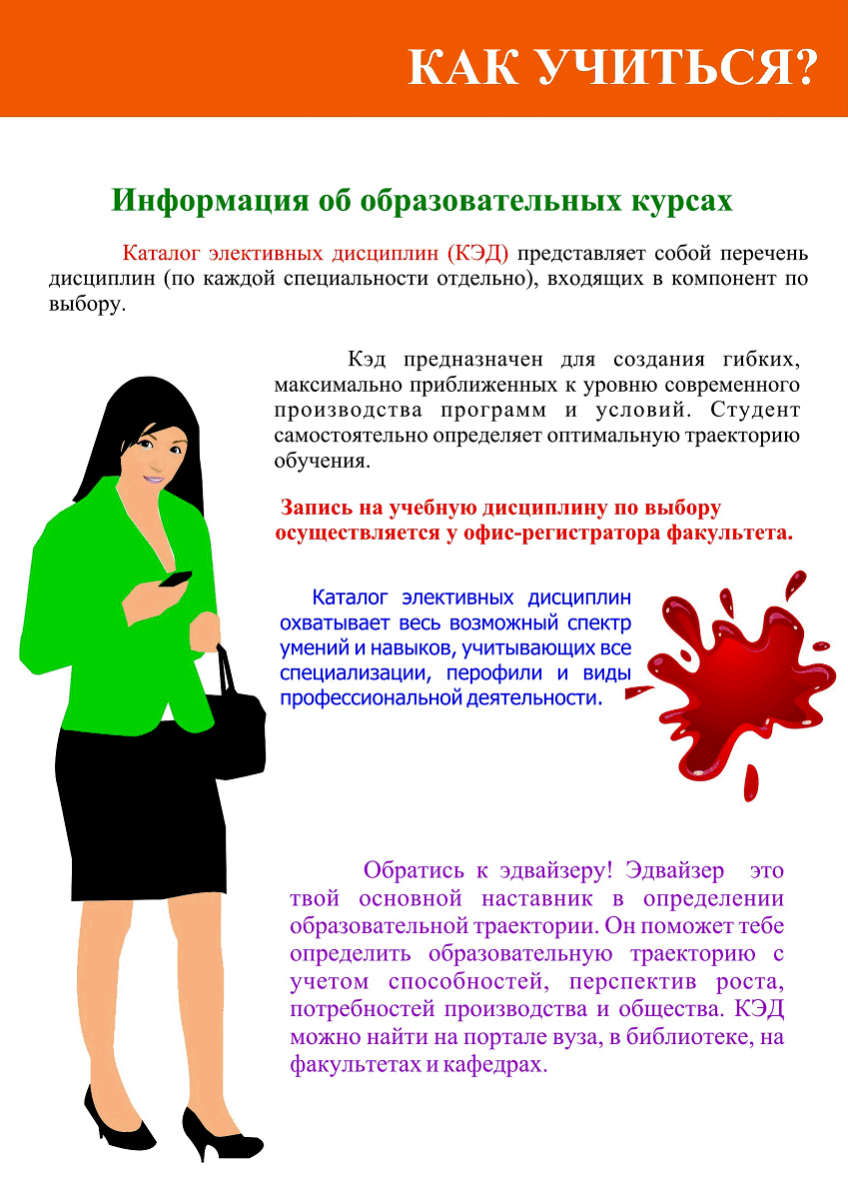 КАК УЧИТЬСЯ?
Информация об образовательных курсах
Каталог элективных дисциплин (КЭД) представляет собой перечень
дисциплин (по каждой специальности отдельно), входящих в компонент по
выбору.
Кэд предназначен для создания гибких,
максимально приближенных к уровню современного
производства программ и условий. Студент
самостоятельно определяет оптимальную траекторию
обучения.
Запись на учебную дисциплину по выбору
осуществляется у офис-регистратора факультета.
Каталог элективных дисциплин
охватывает весь возможный спектр
умений и навыков, учитывающих все
специализации, перофили и виды
профессиональной деятельности.
Обратись к эдвайзеру! Эдвайзер это
твой основной наставник в определении
образовательной траектории. Он поможет тебе
определить образовательную траекторию с
учетом способностей, перспектив роста,
потребностей производства и общества. КЭД
можно найти на портале вуза, в библиотеке, на
факультетах и кафедрах.